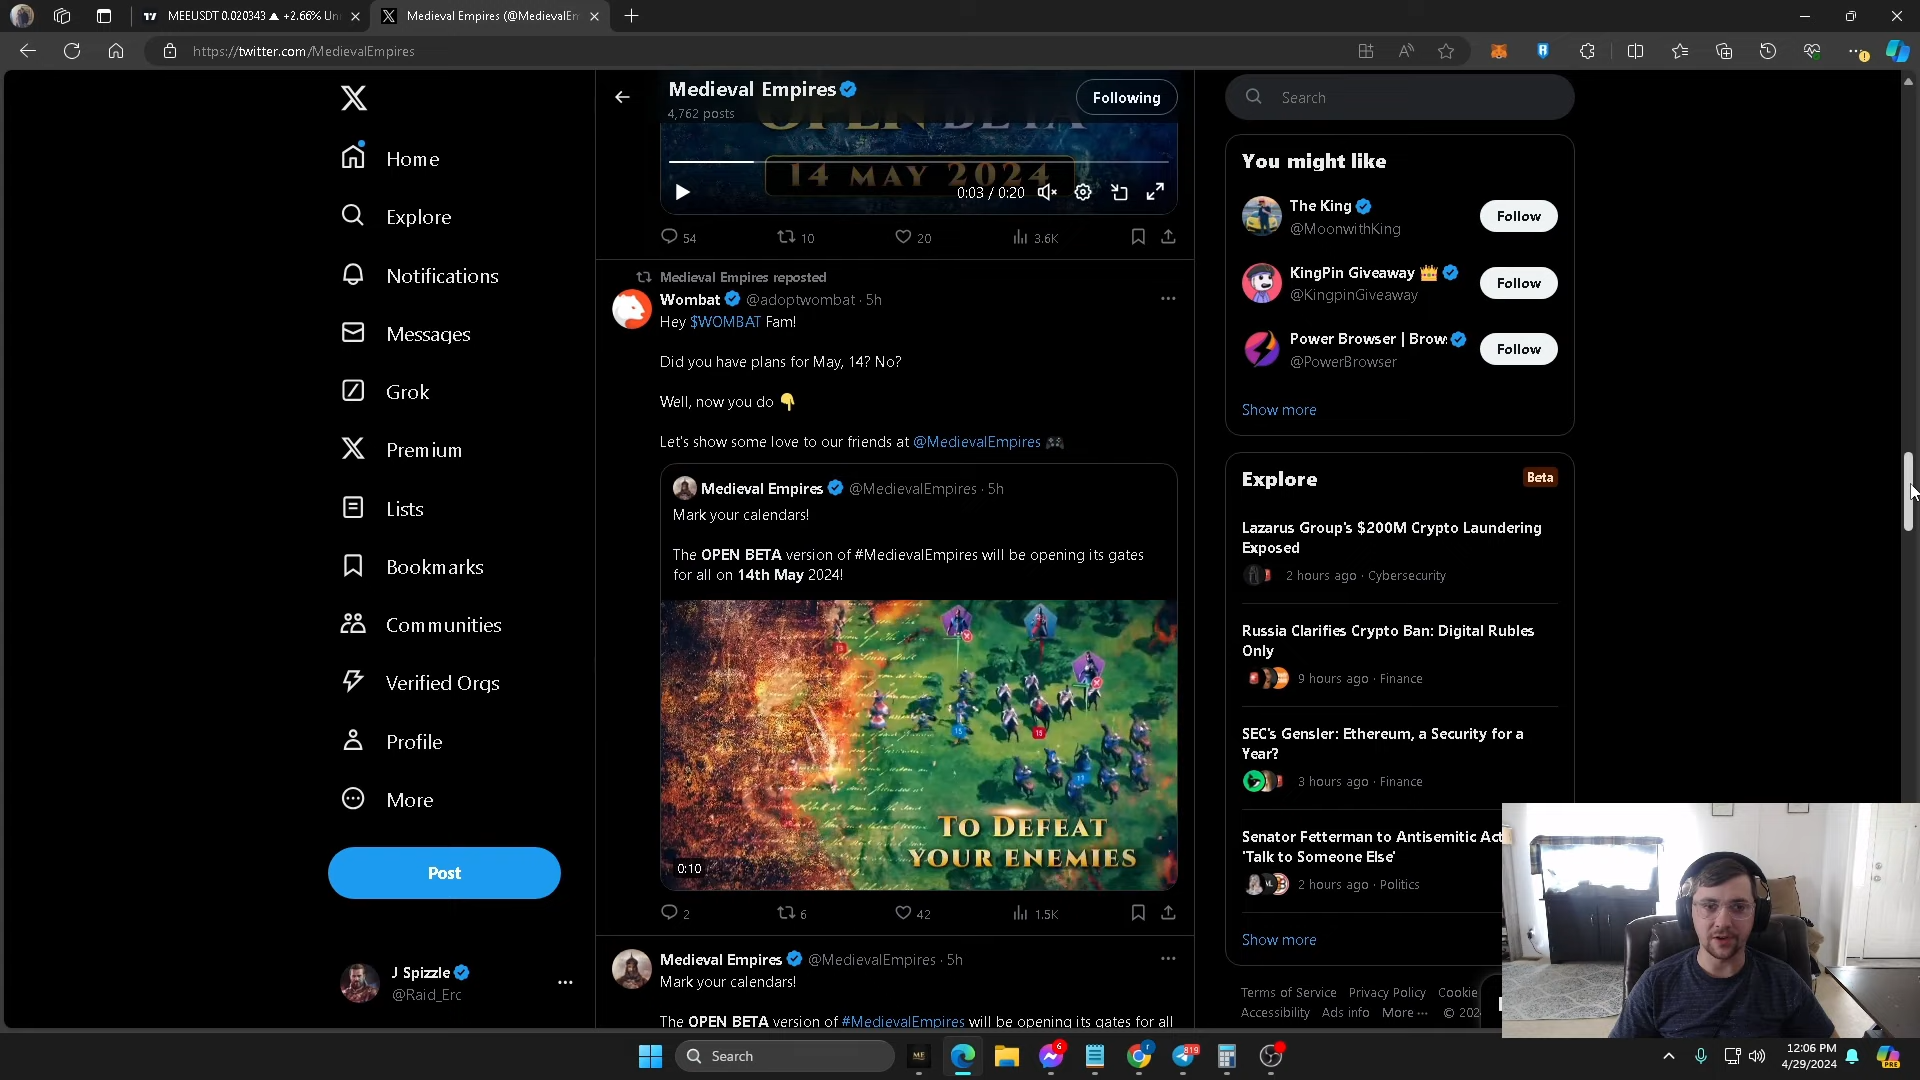 MEEUSDT 0.020343 ▲ +2.66% Un
Medieval Empires (@MedievalEm
https://twitter.com/MedievalEmpires
Home
Explore
Notifications
Messages
Grok
Premium
Lists
Bookmarks
Communities
Verified Orgs
Profile
More
Post
J Spizzle
@Raid_Erc
Medieval Empires
4,762 posts
Following
OPEN BETA
14 MAY 2024
0:03 / 0:20
54
10
20
3.6K
Medieval Empires reposted
Wombat @adoptwombat · 5h
Hey $WOMBAT Fam!
Did you have plans for May, 14? No?
Well, now you do 👇
Let's show some love to our friends at @MedievalEmpires 🎮
Medieval Empires @MedievalEmpires · 5h
Mark your calendars!
The OPEN BETA version of #MedievalEmpires will be opening its gates
for all on 14th May 2024!
15
15
11
TO DEFEAT
YOUR ENEMIES
0:10
2
6
42
1.5K
Medieval Empires @MedievalEmpires · 5h
Mark your calendars!
The OPEN BETA version of #MedievalEmpires will be opening its gates for all
Search
You might like
The King
@MoonwithKing
Follow
KingPin Giveaway 👑
@KingpinGiveaway
Follow
Power Browser | Brow
@PowerBrowser
Follow
Show more
Explore
Beta
Lazarus Group's $200M Crypto Laundering
Exposed
2 hours ago · Cybersecurity
Russia Clarifies Crypto Ban: Digital Rubles
Only
9 hours ago · Finance
SEC's Gensler: Ethereum, a Security for a
Year?
3 hours ago · Finance
Senator Fetterman to Antisemitic Act
'Talk to Someone Else'
2 hours ago · Politics
Show more
Terms of Service Privacy Policy Cookie
Accessibility Ads info More ··· © 202
Search
ME
6
819
12:06 PM
4/29/2024
PRE